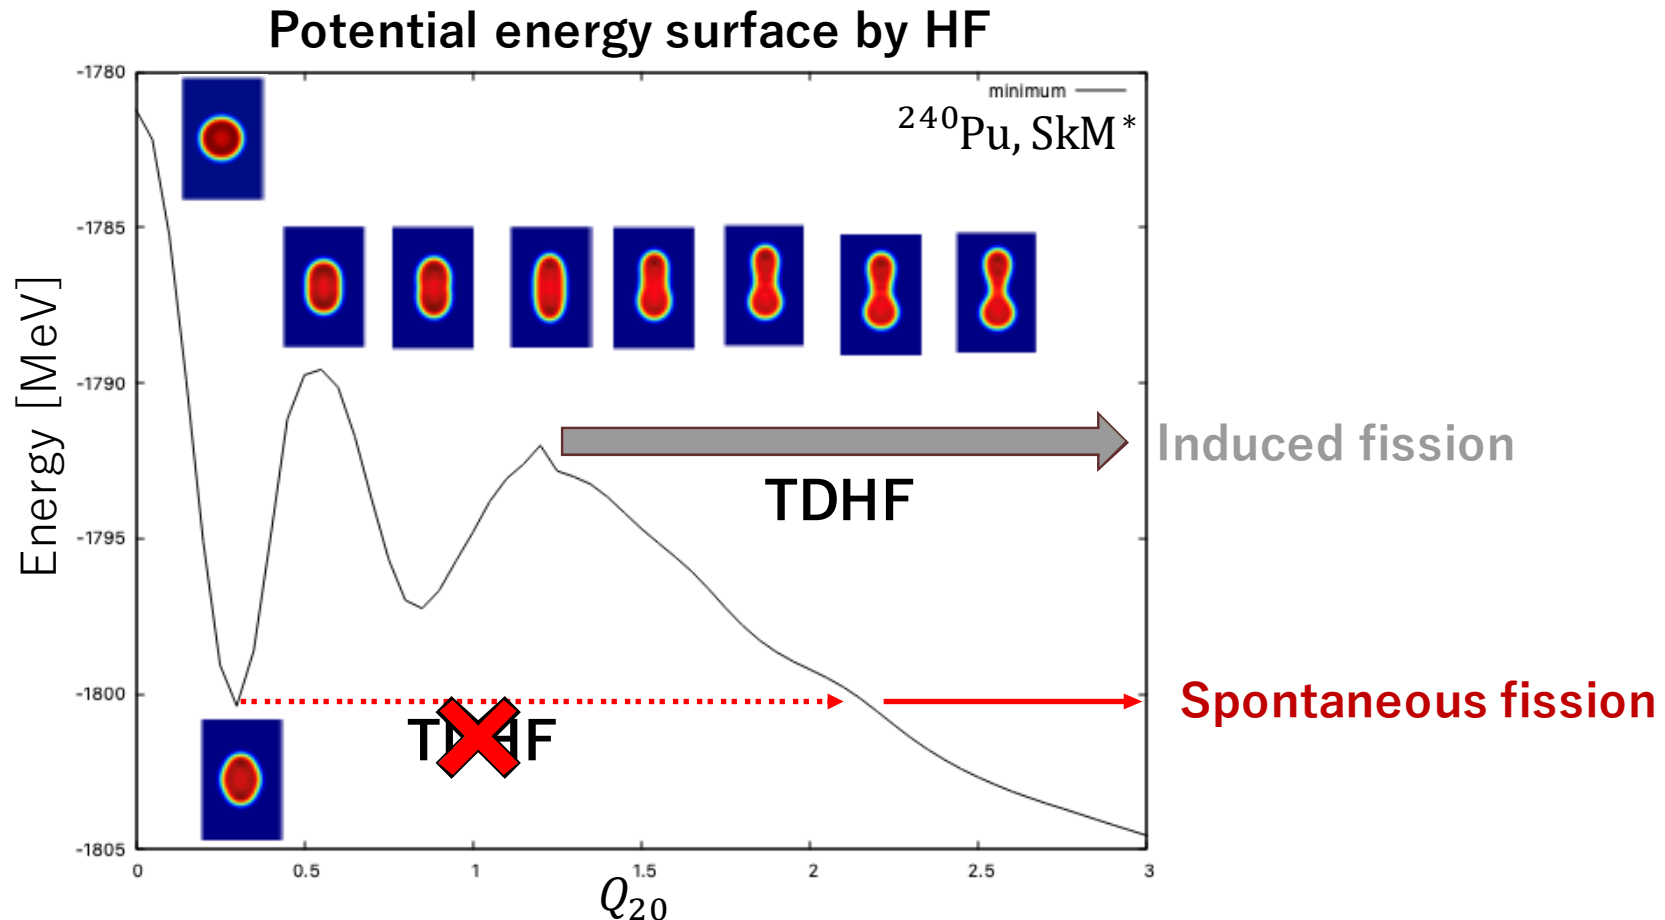 Potential energy surface by HF
-1780
minimum
²⁴⁰Pu, SkM*
-1785
-1790
Energy [MeV]
Induced fission
TDHF
-1795
-1800
Spontaneous fission
TDHF
-1805
0 0.5 1 1.5 2 2.5 3
Q₂₀